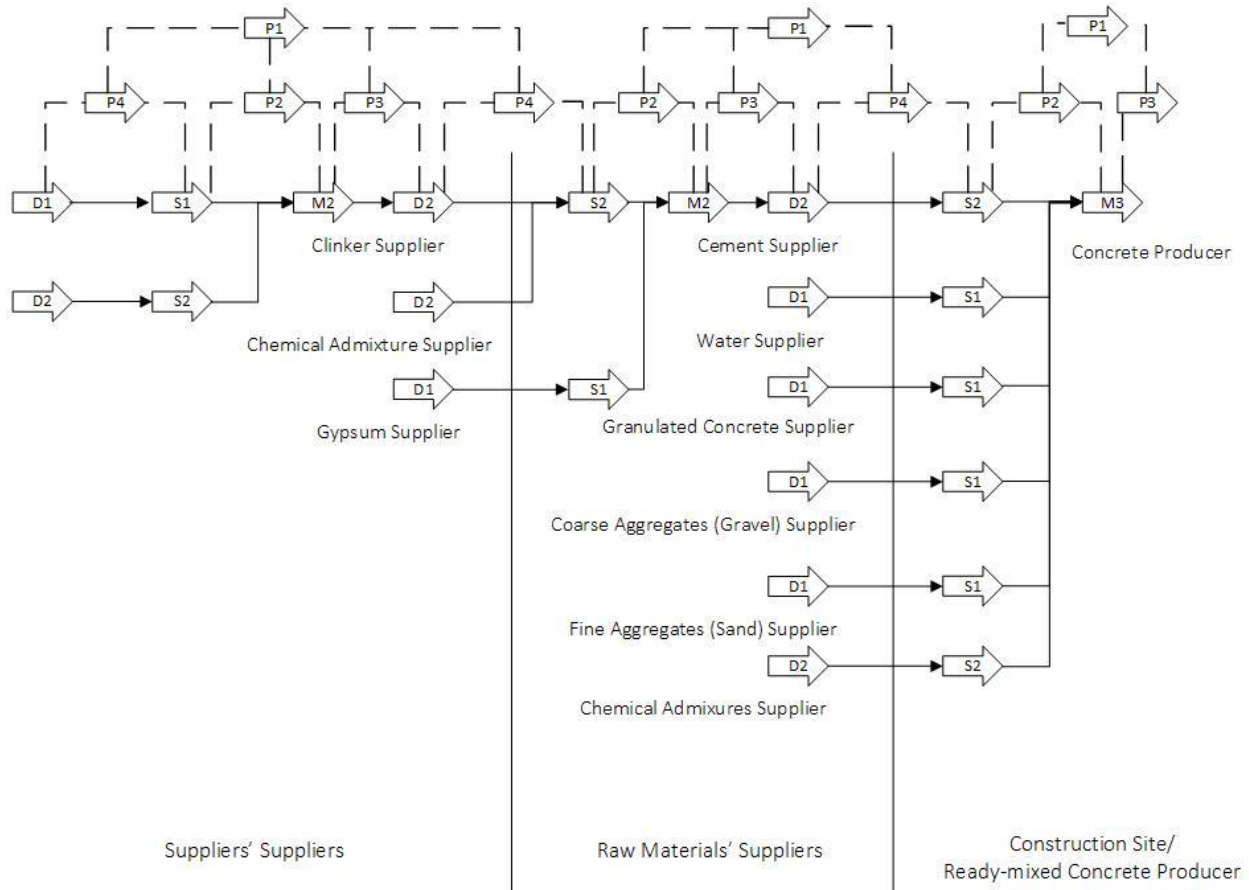 P1
P1
P1
P4
P2
P3
P4
P2
P3
P4
P2
P3
D1
S1
M2
D2
S2
M2
D2
S2
M3
Clinker Supplier
Cement Supplier
Concrete Producer
D2
S2
D2
D1
S1
Chemical Admixture Supplier
Water Supplier
D1
S1
D1
S1
Gypsum Supplier
Granulated Concrete Supplier
D1
S1
Coarse Aggregates (Gravel) Supplier
D1
S1
Fine Aggregates (Sand) Supplier
D2
S2
Chemical Admixures Supplier
Suppliers’ Suppliers
Raw Materials’ Suppliers
Construction Site/
Ready-mixed Concrete Producer